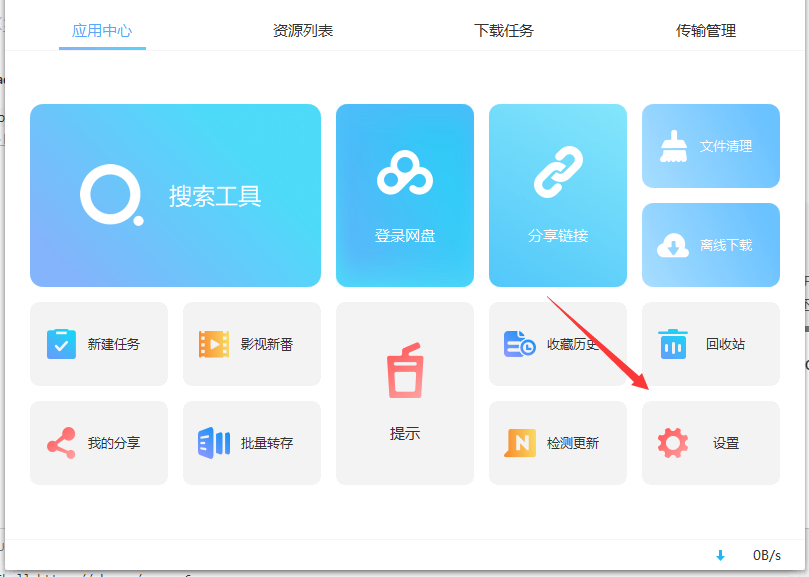 应用中心
资源列表
下载任务
传输管理
搜索工具
登录网盘
分享链接
文件清理
离线下载
新建任务
影视新番
提示
收藏历史
回收站
我的分享
批量转存
检测更新
设置
0B/s